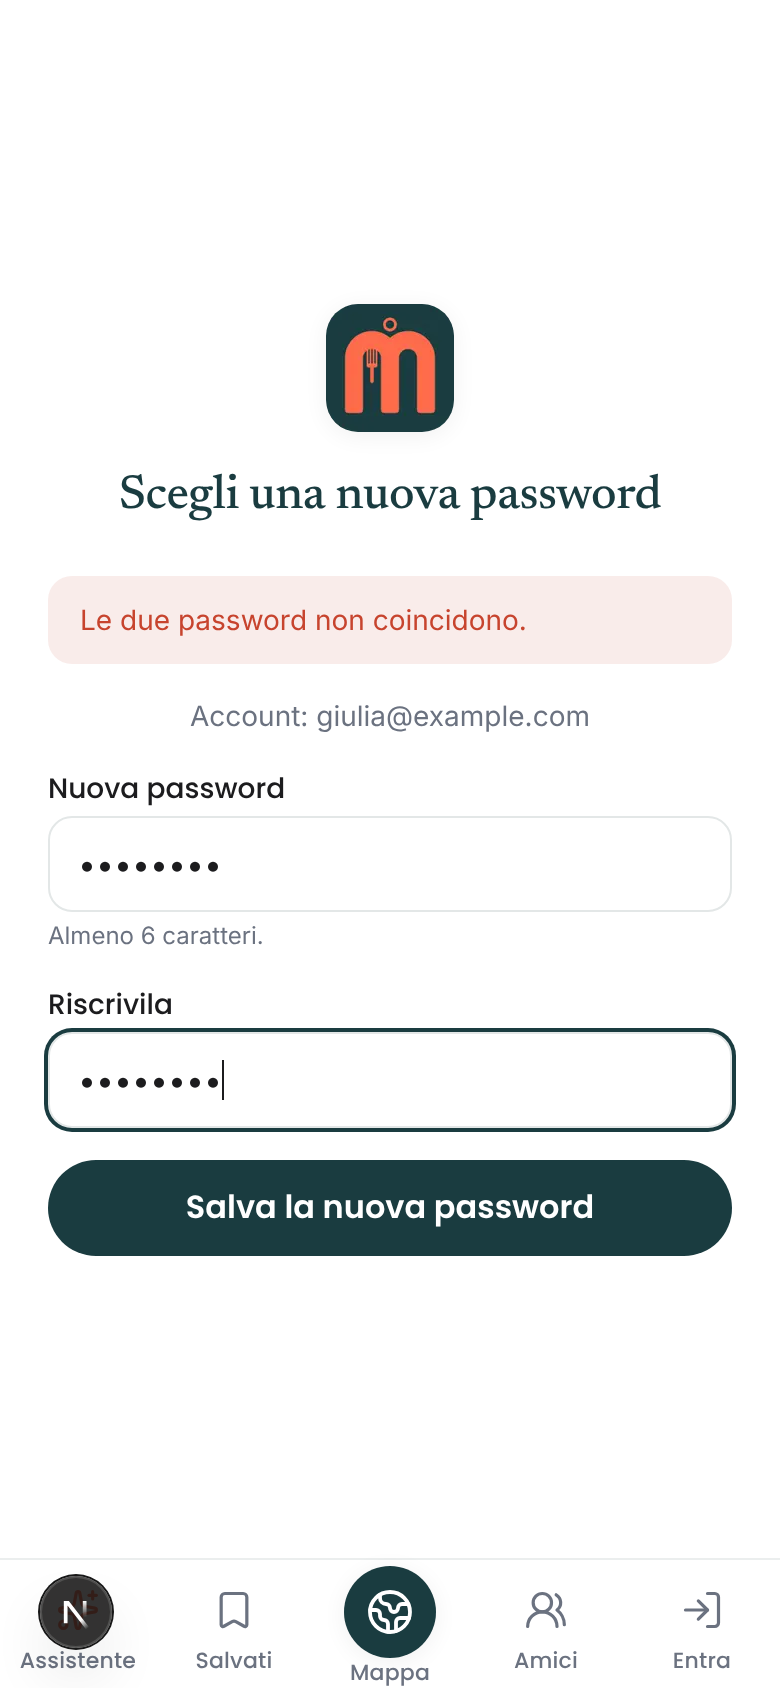 Scegli una nuova password
Le due password non coincidono.
Account: giulia@example.com
Nuova password
••••••••
Almeno 6 caratteri.
Riscrivila
••••••••
Salva la nuova password
N
Assistente
Salvati
Mappa
Amici
Entra